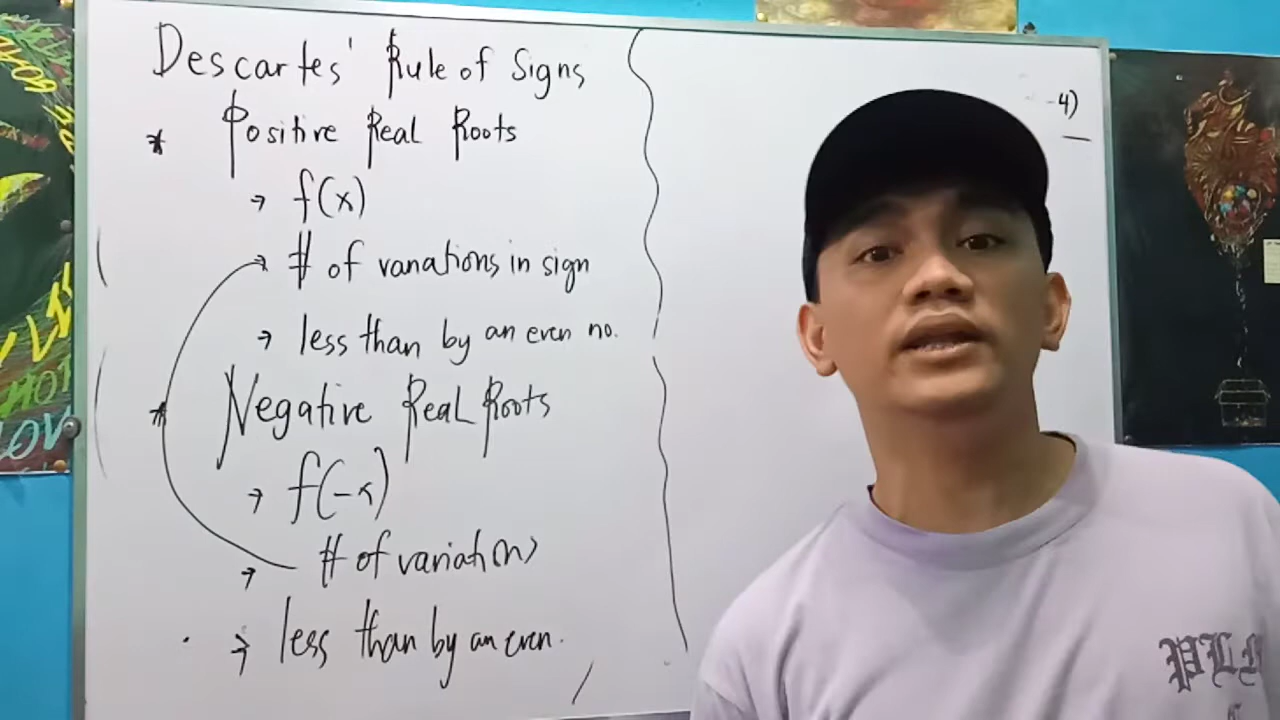 Descartes' Rule of Signs
* Positive Real Roots
→ f(x)
→ # of variations in sign
→ less than by an even no.
* Negative Real Roots
→ f(-x)
→ # of variations
→ less than by an even.
-4)